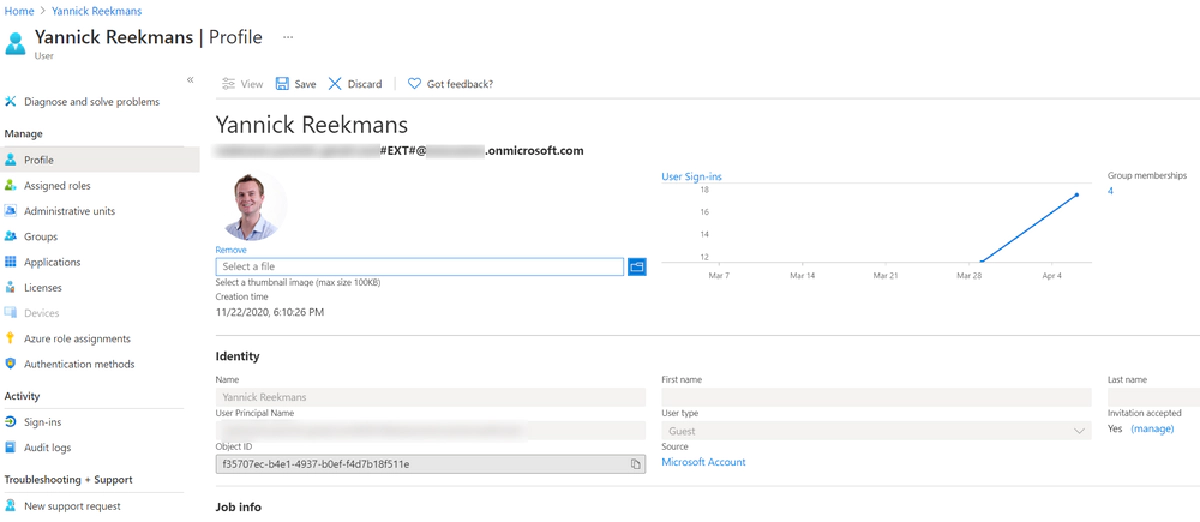 Home > Yannick Reekmans
Yannick Reekmans | Profile ...
User
«
Diagnose and solve problems
Manage
Profile
Assigned roles
Administrative units
Groups
Applications
Licenses
Devices
Azure role assignments
Authentication methods
Activity
Sign-ins
Audit logs
Troubleshooting + Support
New support request
View Save Discard Got feedback?
Yannick Reekmans
#EXT#@ .onmicrosoft.com
Remove
Select a file
Select a thumbnail image (max size 100KB)
Creation time
11/22/2020, 6:10:26 PM
User Sign-ins
18
16
14
12
Mar 7 Mar 14 Mar 21 Mar 28 Apr 4
Group memberships
4
Identity
Name
Yannick Reekmans
User Principal Name
Object ID
f35707ec-b4e1-4937-b0ef-f4d7b18f511e
First name
User type
Guest
Source
Microsoft Account
Last name
Invitation accepted
Yes (manage)
Job info